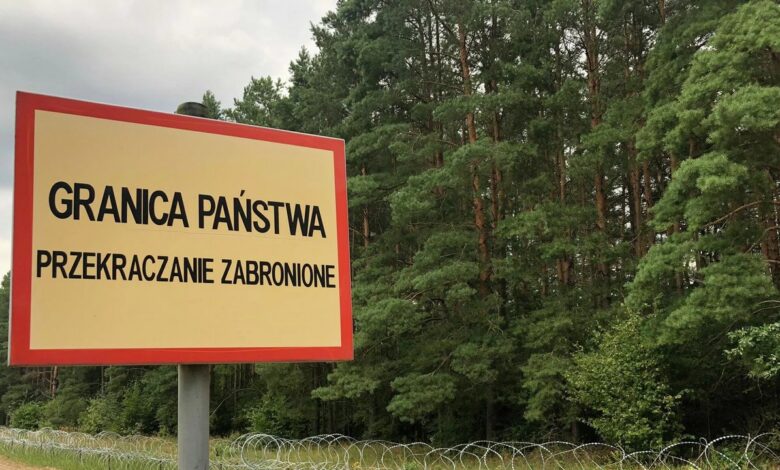 GRANICA PAŃSTWA
PRZEKRACZANIE ZABRONIONE